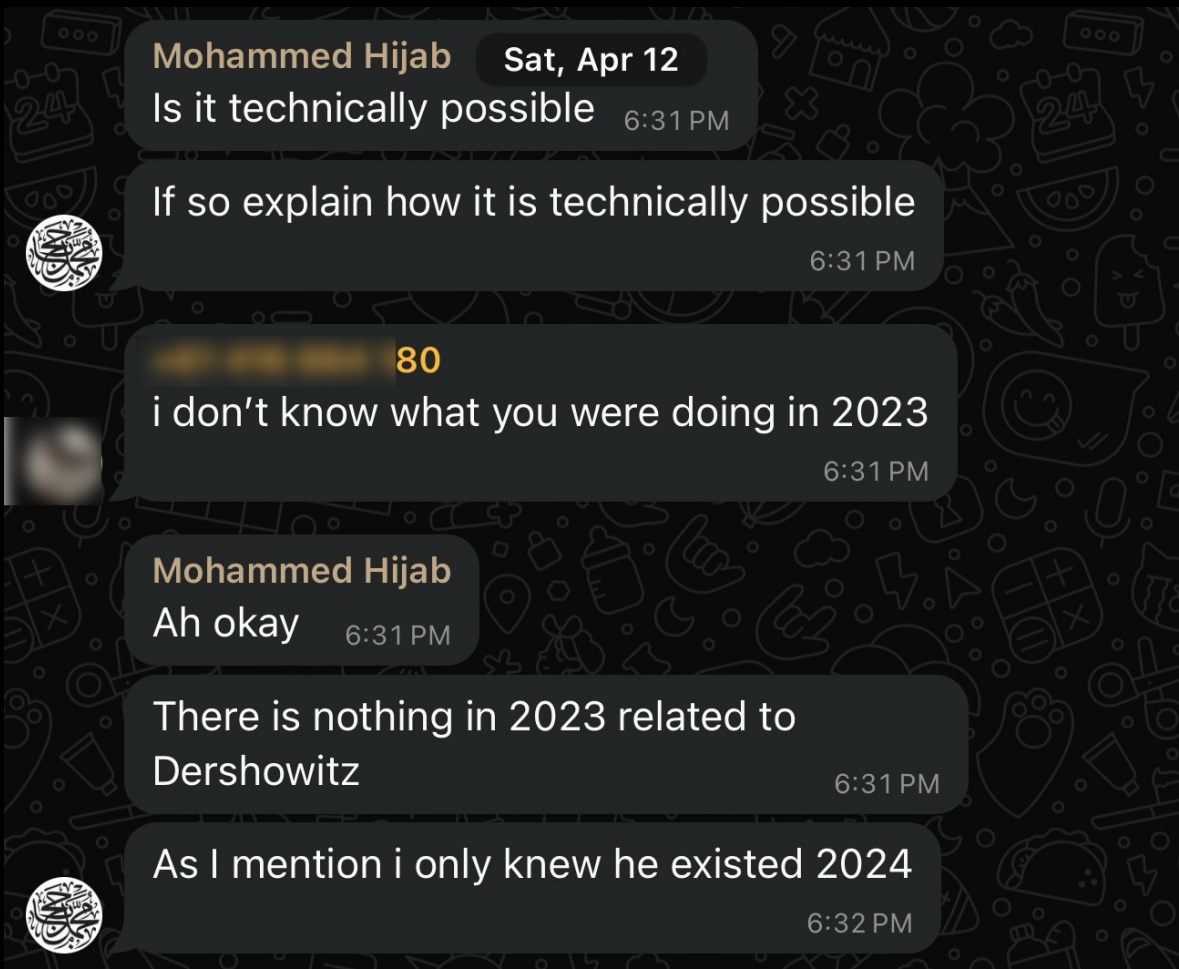 Mohammed Hijab
Sat, Apr 12
Is it technically possible 6:31 PM
If so explain how it is technically possible
6:31 PM
80
i don’t know what you were doing in 2023
6:31 PM
Mohammed Hijab
Ah okay 6:31 PM
There is nothing in 2023 related to
Dershowitz 6:31 PM
As I mention i only knew he existed 2024
6:32 PM